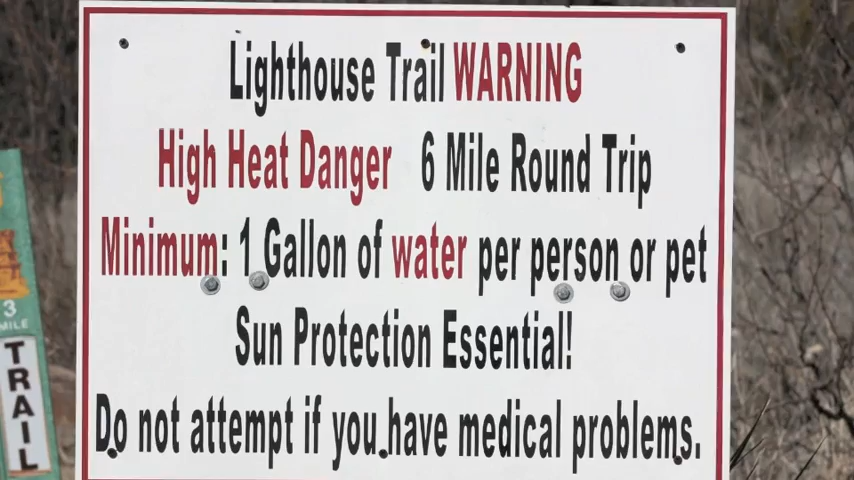 Lighthouse Trail WARNING
High Heat Danger 6 Mile Round Trip
Minimum: 1 Gallon of water per person or pet
Sun Protection Essential!
Do not attempt if you have medical problems.
3
MILE
TRAIL